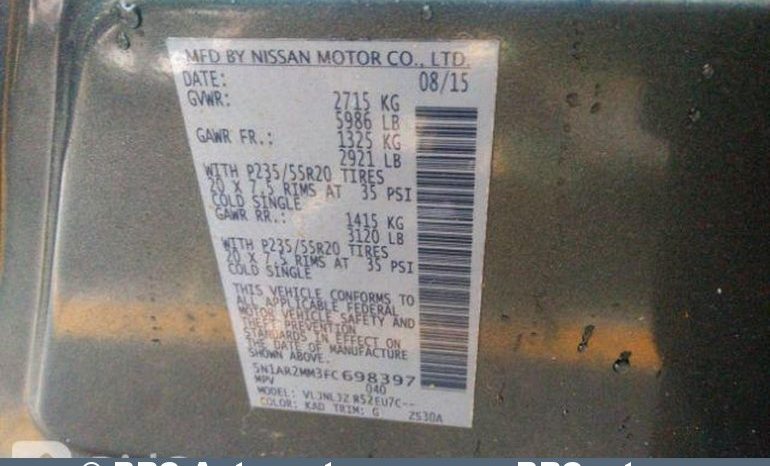 MFD BY NISSAN MOTOR CO., LTD.
DATE: 08/15
GVWR: 2715 KG
5986 LB
GAWR FR.: 1325 KG
2921 LB
WITH P235/55R20 TIRES
20 X 7.5 RIMS AT 35 PSI
COLD SINGLE
GAWR RR.: 1415 KG
3120 LB
WITH P235/55R20 TIRES
20 X 7.5 RIMS AT 35 PSI
COLD SINGLE
THIS VEHICLE CONFORMS TO
ALL APPLICABLE FEDERAL
MOTOR VEHICLE SAFETY AND
THEFT PREVENTION
STANDARDS IN EFFECT ON
THE DATE OF MANUFACTURE
SHOWN ABOVE.
5N1AR2MM3FC698397
MPV 040
MODEL: VLJNLJZ R52EU7C--
COLOR: KAD TRIM: G 2S30A